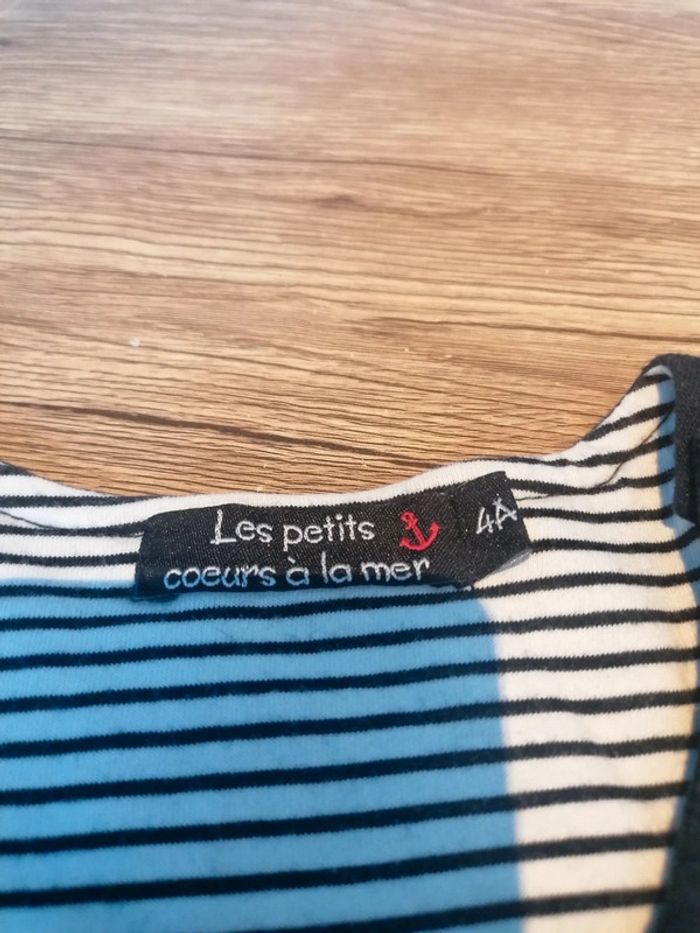 Les petits
coeurs à la mer
4A